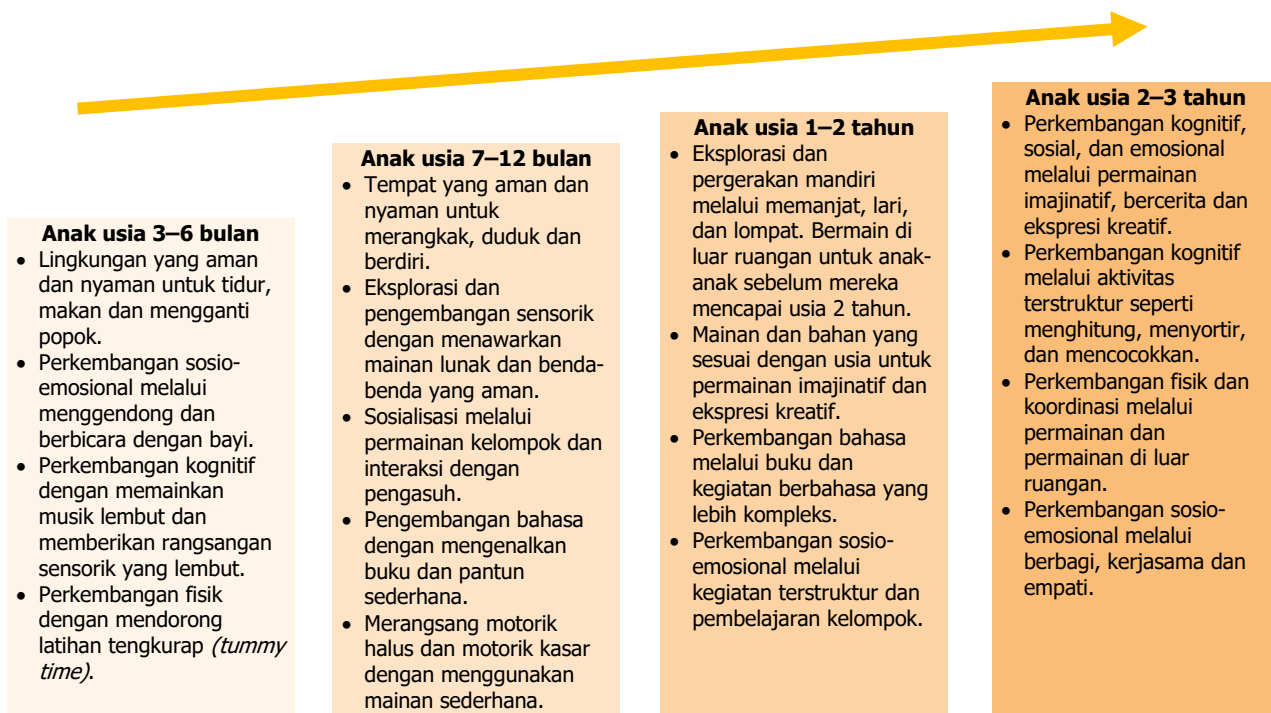 Anak usia 3–6 bulan
• Lingkungan yang aman
dan nyaman untuk tidur,
makan dan mengganti
popok.
• Perkembangan sosio-
emosional melalui
menggendong dan
berbicara dengan bayi.
• Perkembangan kognitif
dengan memainkan
musik lembut dan
memberikan rangsangan
sensorik yang lembut.
• Perkembangan fisik
dengan mendorong
latihan tengkurap (tummy
time).
Anak usia 7–12 bulan
• Tempat yang aman dan
nyaman untuk
merangkak, duduk dan
berdiri.
• Eksplorasi dan
pengembangan sensorik
dengan menawarkan
mainan lunak dan benda-
benda yang aman.
• Sosialisasi melalui
permainan kelompok dan
interaksi dengan
pengasuh.
• Pengembangan bahasa
dengan mengenalkan
buku dan pantun
sederhana.
• Merangsang motorik
halus dan motorik kasar
dengan menggunakan
mainan sederhana.
Anak usia 1–2 tahun
• Eksplorasi dan
pergerakan mandiri
melalui memanjat, lari,
dan lompat. Bermain di
luar ruangan untuk anak-
anak sebelum mereka
mencapai usia 2 tahun.
• Mainan dan bahan yang
sesuai dengan usia untuk
permainan imajinatif dan
ekspresi kreatif.
• Perkembangan bahasa
melalui buku dan
kegiatan berbahasa yang
lebih kompleks.
• Perkembangan sosio-
emosional melalui
kegiatan terstruktur dan
pembelajaran kelompok.
Anak usia 2–3 tahun
• Perkembangan kognitif,
sosial, dan emosional
melalui permainan
imajinatif, bercerita dan
ekspresi kreatif.
• Perkembangan kognitif
melalui aktivitas
terstruktur seperti
menghitung, menyortir,
dan mencocokkan.
• Perkembangan fisik dan
koordinasi melalui
permainan dan
permainan di luar
ruangan.
• Perkembangan sosio-
emosional melalui
berbagi, kerjasama dan
empati.